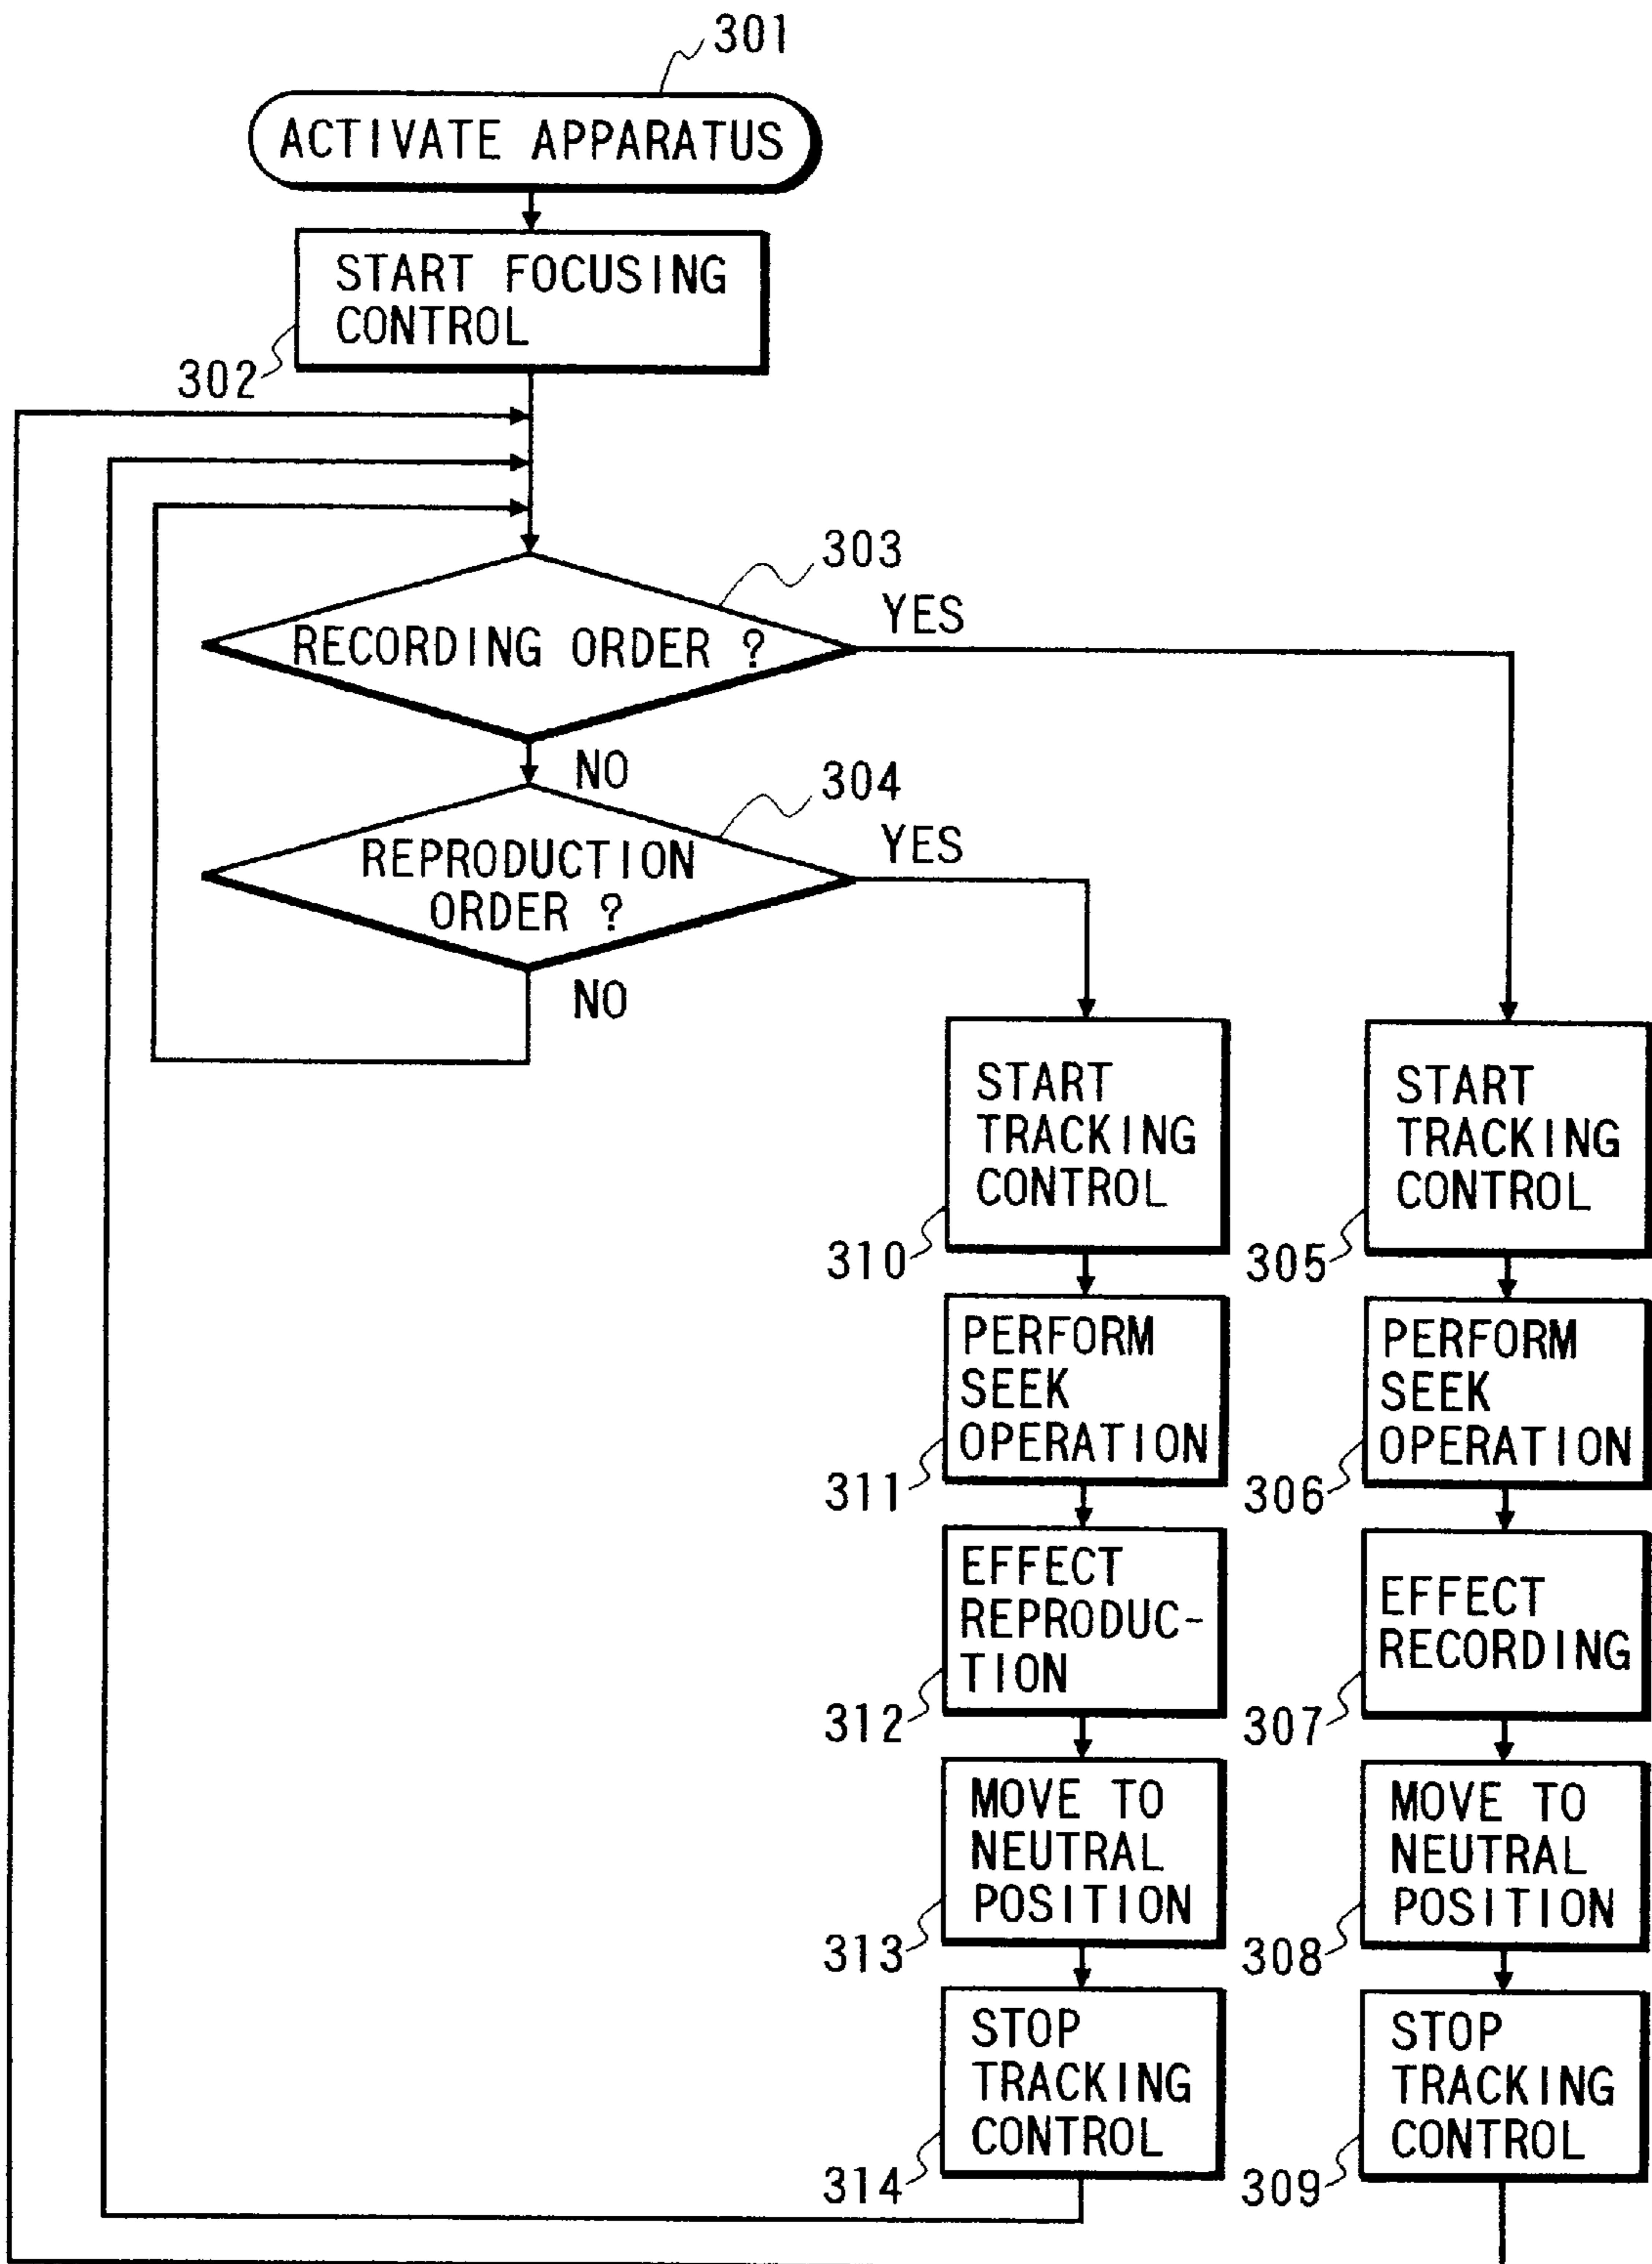 301
ACTIVATE APPARATUS
START FOCUSING
CONTROL
302
303
YES
RECORDING ORDER ?
NO
304
YES
REPRODUCTION
ORDER ?
NO
START
TRACKING
CONTROL
310
PERFORM
SEEK
OPERATION
311
EFFECT
REPRODUC-
TION
312
MOVE TO
NEUTRAL
POSITION
313
STOP
TRACKING
CONTROL
314
START
TRACKING
CONTROL
305
PERFORM
SEEK
OPERATION
306
EFFECT
RECORDING
307
MOVE TO
NEUTRAL
POSITION
308
STOP
TRACKING
CONTROL
309